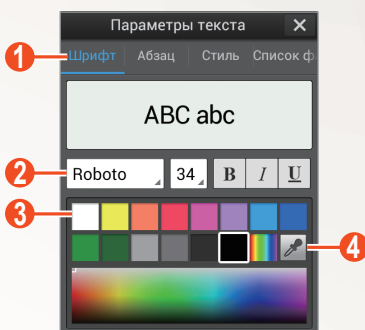 Параметры текста
1 Шрифт Абзац Стиль Список ф
ABC abc
2 Roboto 34 B I U
3
4